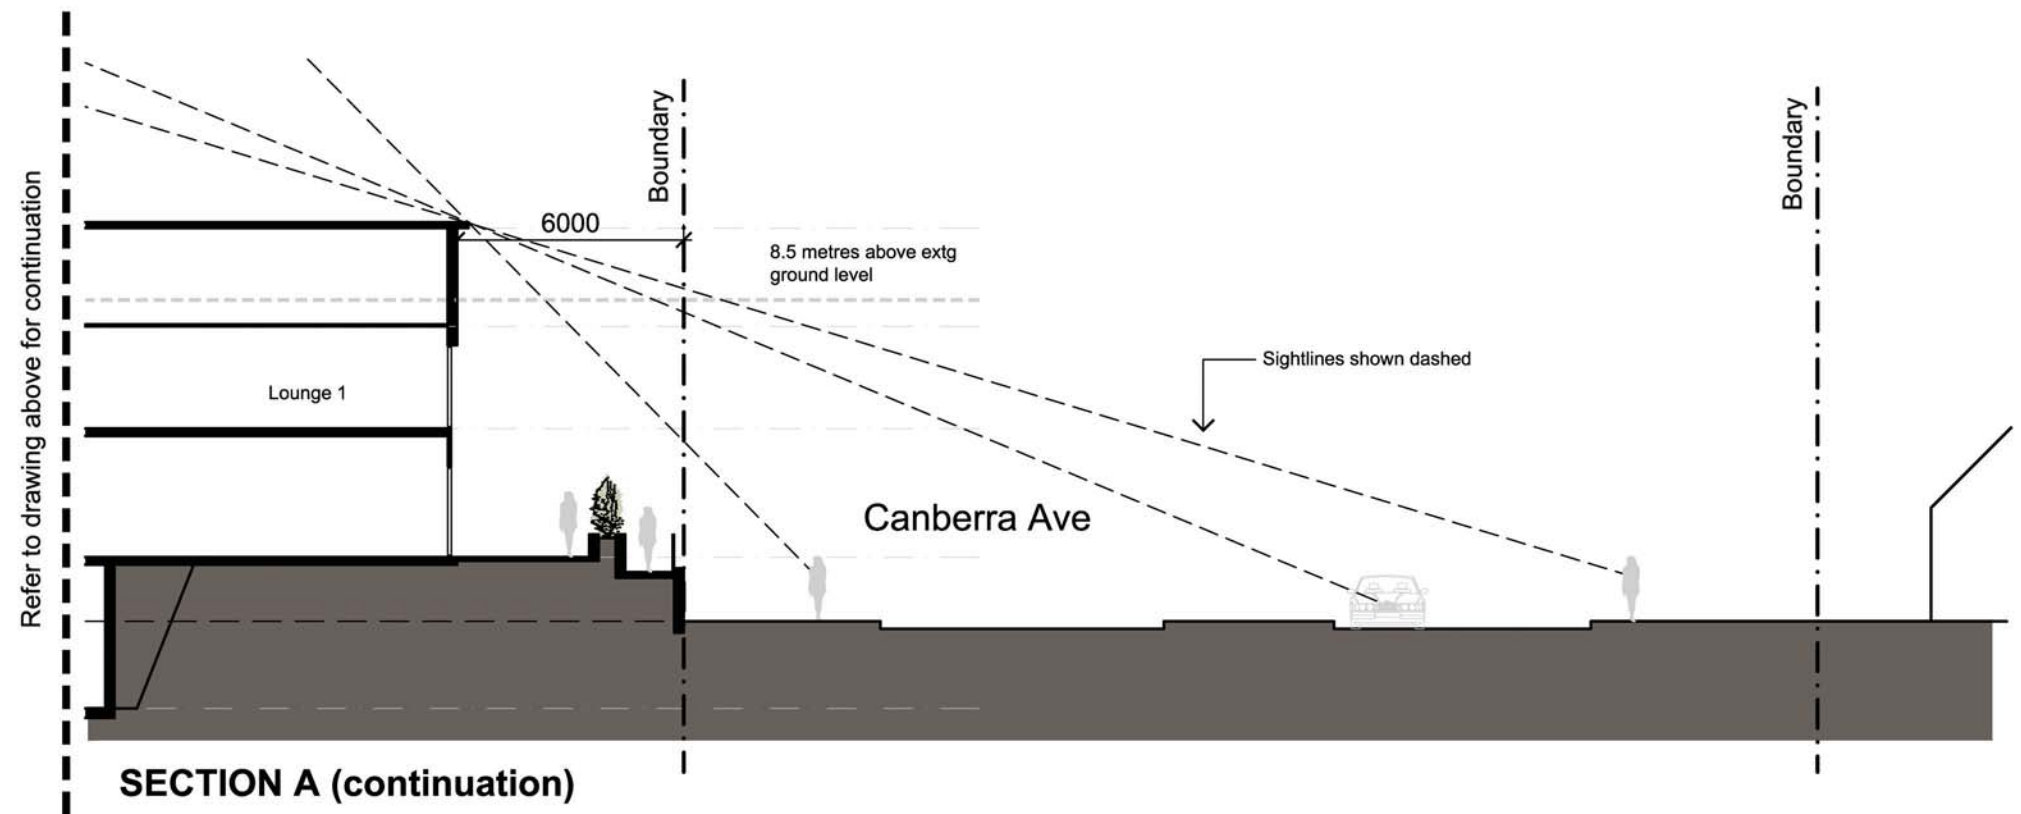 Refer to drawing above for continuation
Boundary
Boundary
6000
8.5 metres above extg
ground level
Sightlines shown dashed
Lounge 1
Canberra Ave
SECTION A (continuation)